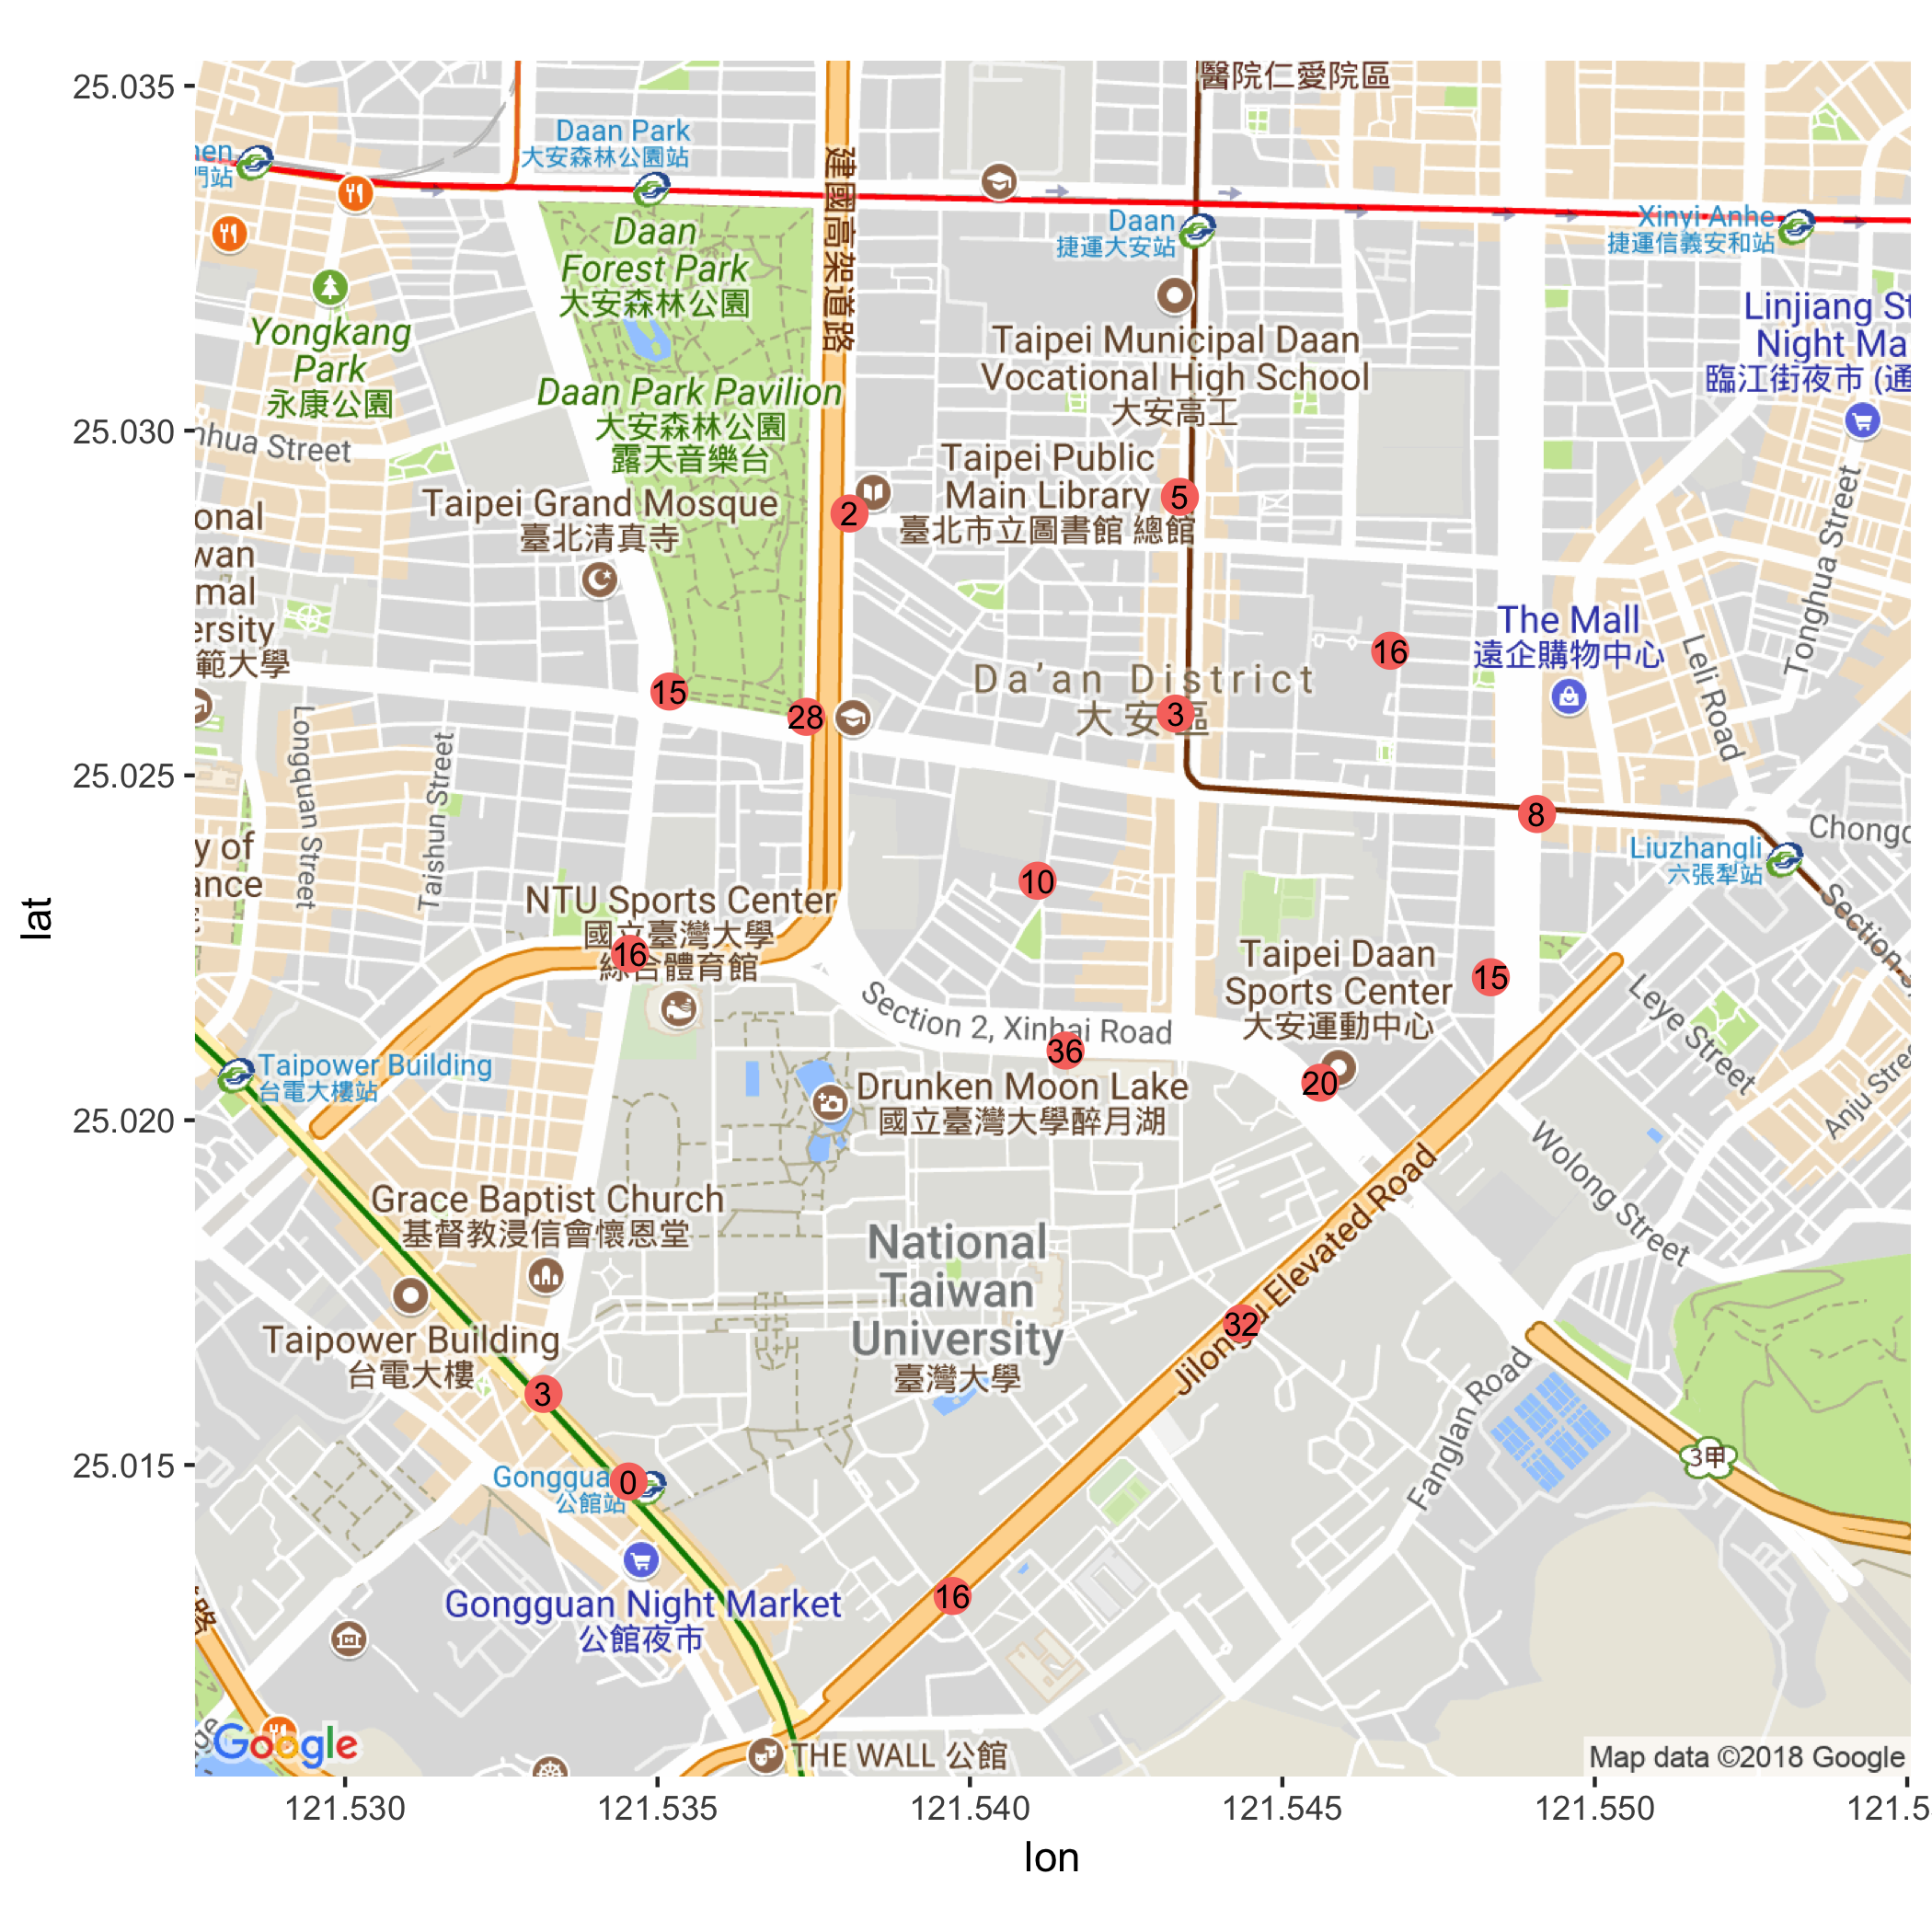 25.035
醫院仁愛院區
Daan Park
大安森林公園站
門站
建國高架道路
Daan
捷運大安站
Xinyi Anhe
捷運信義安和站
Daan
Forest Park
大安森林公園
Yongkang
Park
永康公園
Linjiang St
Night Ma
臨江街夜市 (通
Taipei Municipal Daan
Vocational High School
大安高工
Daan Park Pavilion
大安森林公園
露天音樂台
25.030
nhua Street
Taipei Public
Main Library
臺北市立圖書館 總館
5
2
Taipei Grand Mosque
臺北清真寺
Tonghua Street
onal
wan
mal
ersity
範大學
The Mall
遠企購物中心
Leli Road
16
Da'an District
大安區
3
15
28
Longquan Street
Taishun Street
25.025
8
Chongq
Liuzhangli
六張犁站
Section 3,
y of
ance
10
NTU Sports Center
國立臺灣大學
綜合體育館
16
lat
Taipei Daan
Sports Center
大安運動中心
15
Section 2, Xinhai Road
36
Leye Street
20
Anju Stree
Taipower Building
台電大樓站
Drunken Moon Lake
國立臺灣大學醉月湖
25.020
Wolong Street
Grace Baptist Church
基督教浸信會懷恩堂
National
Taiwan
University
臺灣大學
Jilong
u Elevated Road
32
Taipower Building
台電大樓
3
Fanglan Road
3甲
25.015
Gonggua
公館站
0
Gongguan Night Market
公館夜市
16
路
Google
THE WALL 公館
Map data ©2018 Google
121.530
121.535
121.540
121.545
121.550
121.5
lon